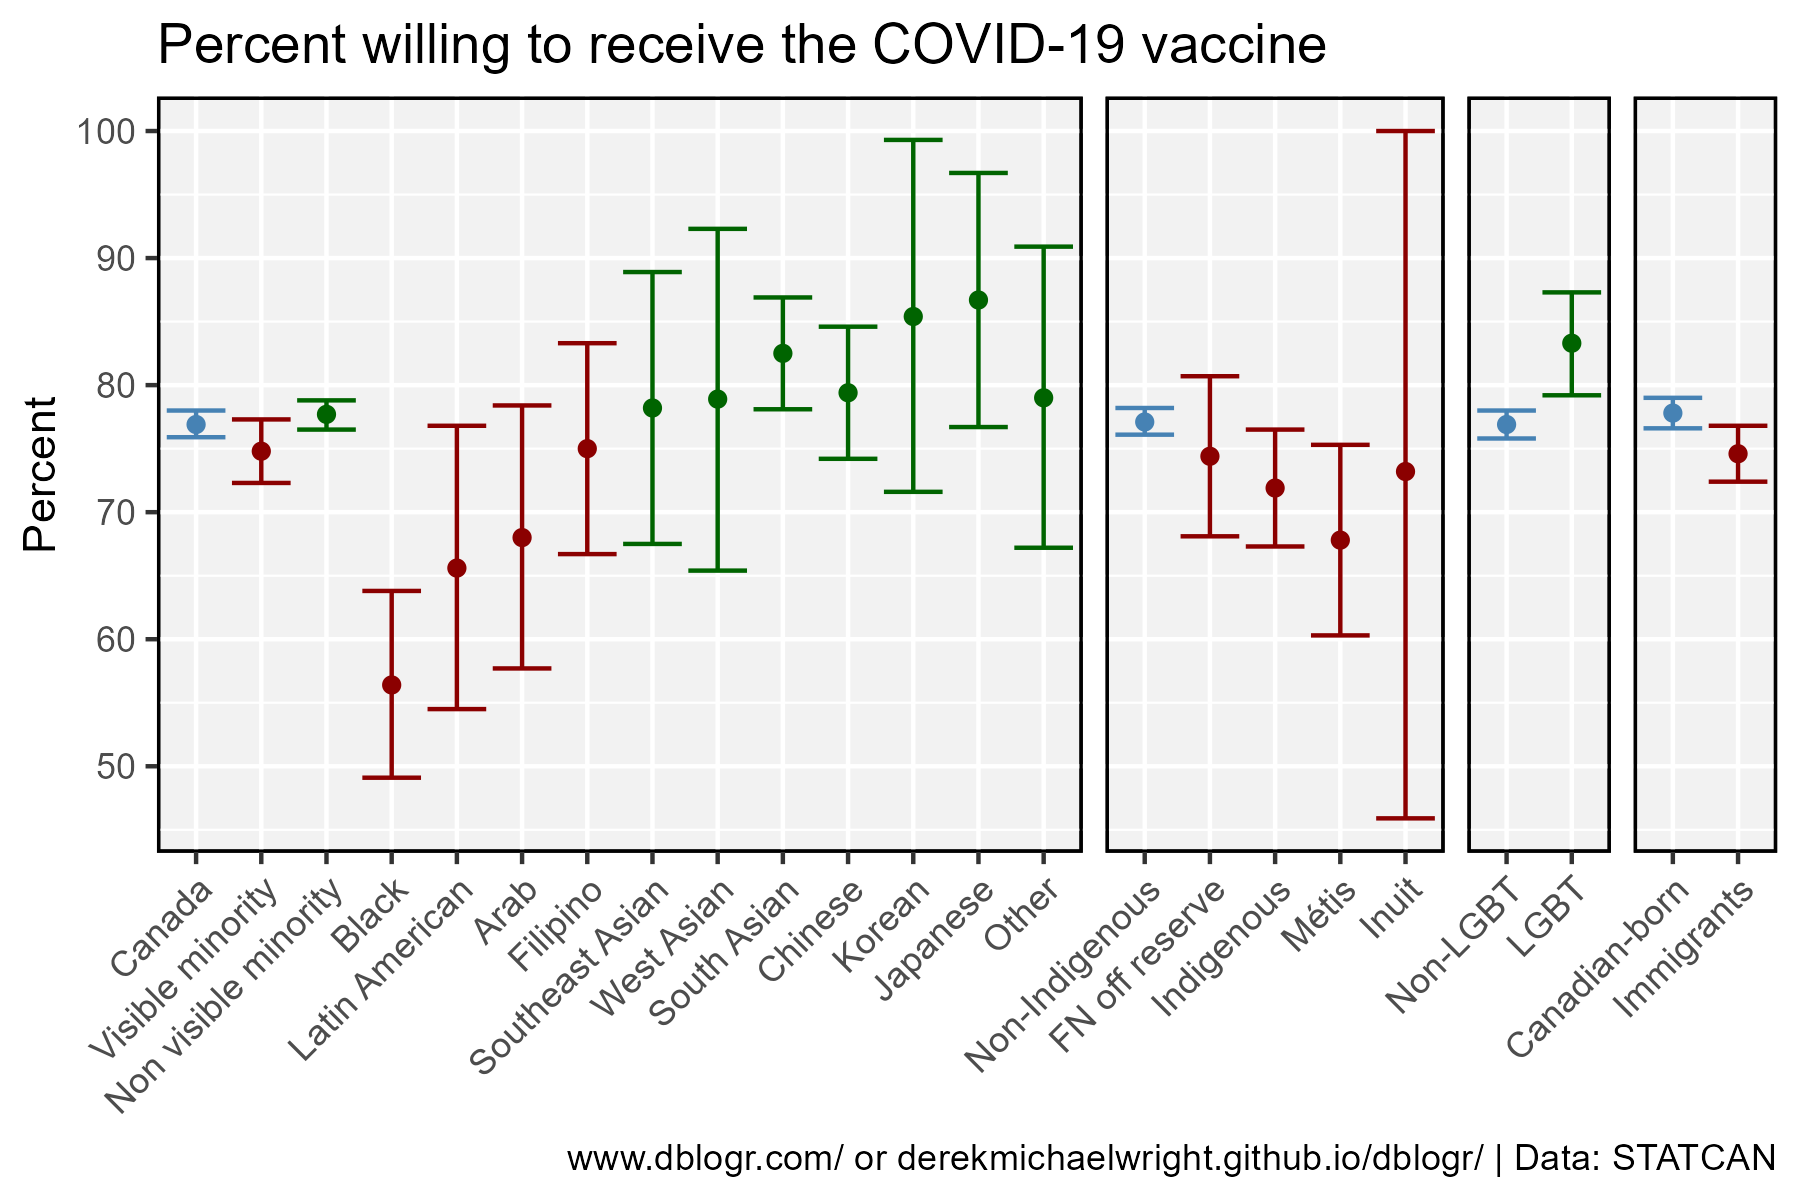 Percent willing to receive the COVID-19 vaccine
Percent
100
90
80
70
60
50
Canada
Visible minority
Non visible minority
Black
Latin American
Arab
Filipino
Southeast Asian
West Asian
South Asian
Chinese
Korean
Japanese
Other
Non-Indigenous
FN off reserve
Indigenous
Métis
Inuit
Non-LGBT
LGBT
Canadian-born
Immigrants
www.dblogr.com/ or derekmichaelwright.github.io/dblogr/ | Data: STATCAN